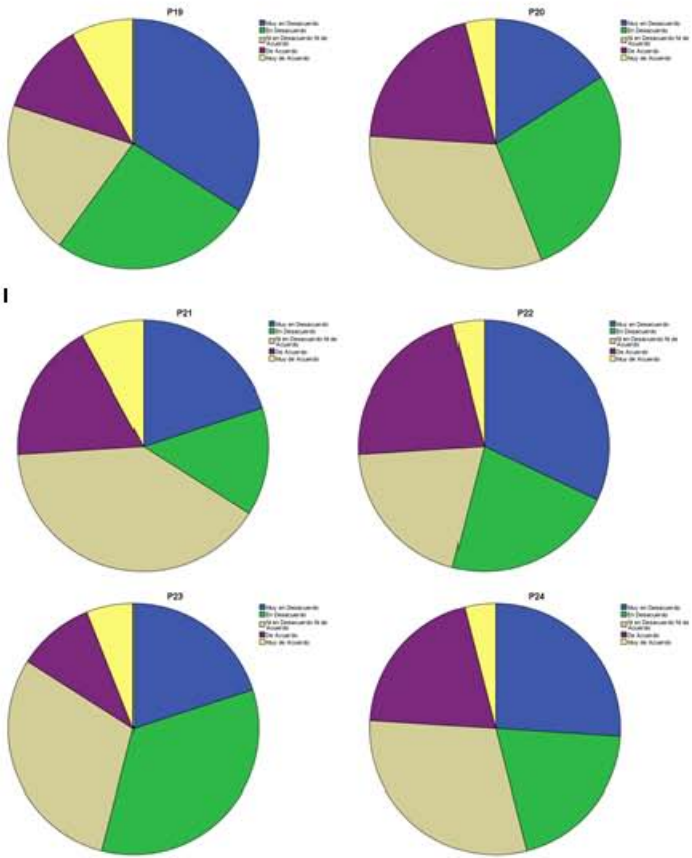 P19
Muy en Desacuerdo
En Desacuerdo
Ni en Desacuerdo Ni de
Acuerdo
De Acuerdo
Muy de Acuerdo
P20
Muy en Desacuerdo
En Desacuerdo
Ni en Desacuerdo Ni de
Acuerdo
De Acuerdo
Muy de Acuerdo
I
P21
Muy en Desacuerdo
En Desacuerdo
Ni en Desacuerdo Ni de
Acuerdo
De Acuerdo
Muy de Acuerdo
P22
Muy en Desacuerdo
En Desacuerdo
Ni en Desacuerdo Ni de
Acuerdo
De Acuerdo
Muy de Acuerdo
P23
Muy en Desacuerdo
En Desacuerdo
Ni en Desacuerdo Ni de
Acuerdo
De Acuerdo
Muy de Acuerdo
P24
Muy en Desacuerdo
En Desacuerdo
Ni en Desacuerdo Ni de
Acuerdo
De Acuerdo
Muy de Acuerdo